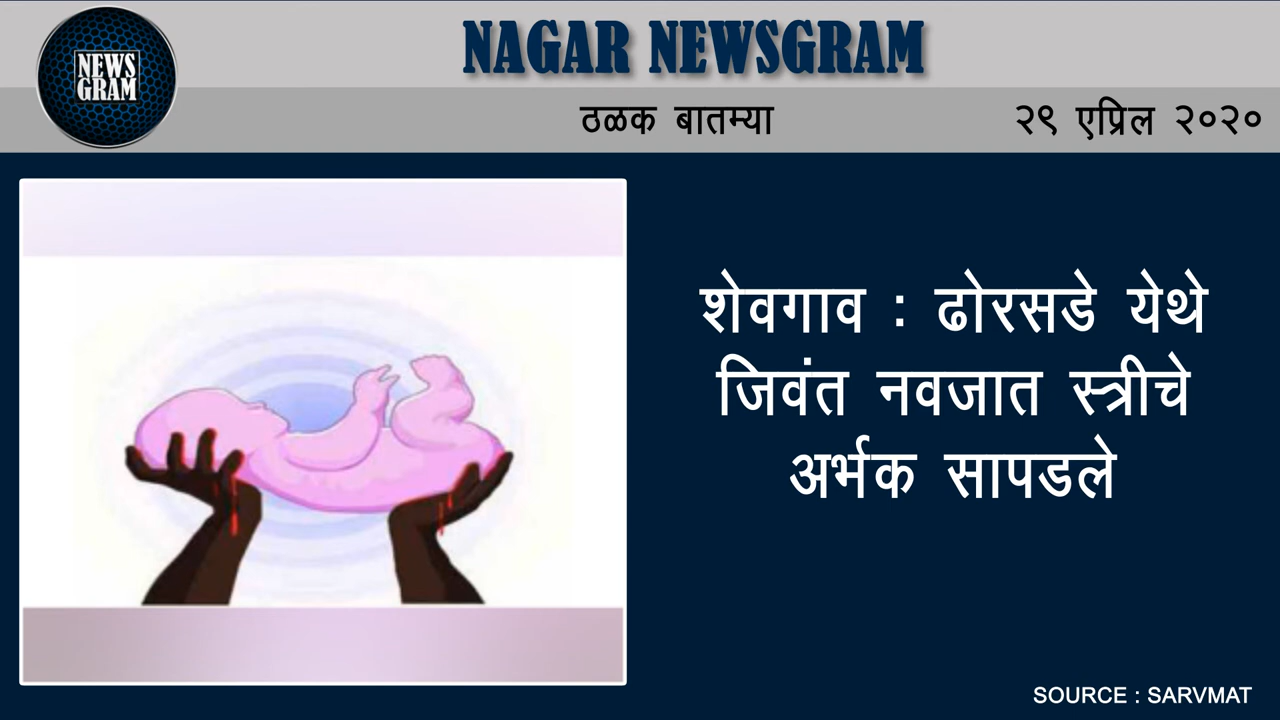 NEWS
GRAM
NAGAR NEWSGRAM
ठळक बातम्या
२९ एप्रिल २०२०
शेवगाव : ढोरसडे येथे
जिवंत नवजात स्त्रीचे
अर्भक सापडले
SOURCE : SARVMAT